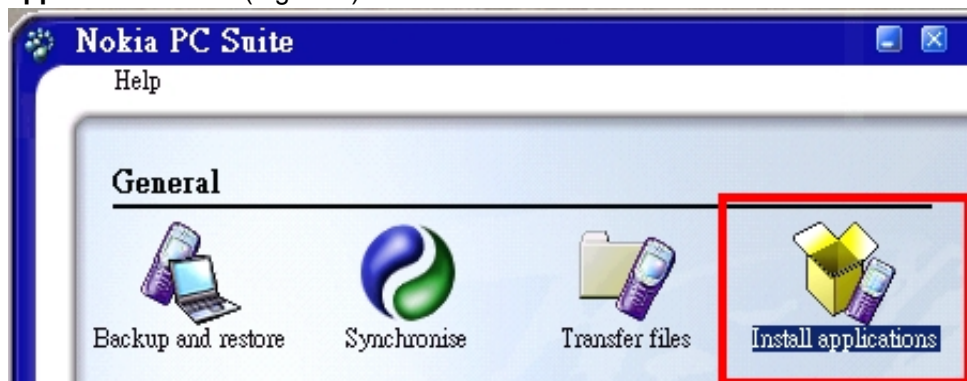 Nokia PC Suite
Help
General
Backup and restore
Synchronise
Transfer files
Install applications